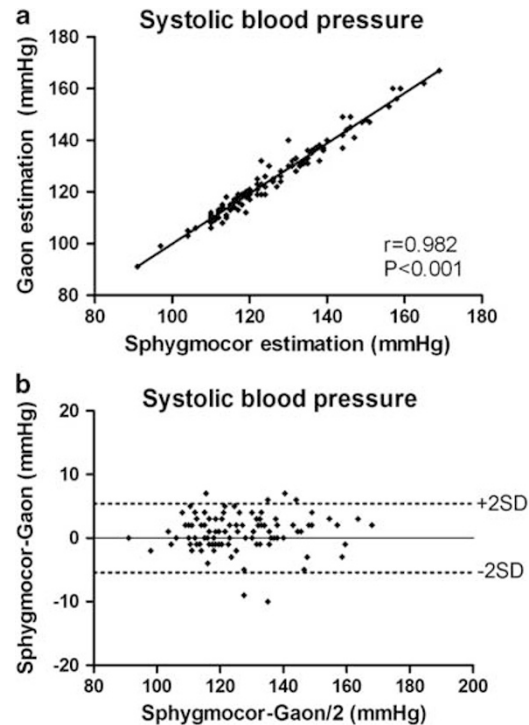 a
Systolic blood pressure
Gaon estimation (mmHg)
180
160
140
120
100
80
r=0.982
P<0.001
80 100 120 140 160 180
Sphygmocor estimation (mmHg)
b
Systolic blood pressure
Sphygmocor-Gaon (mmHg)
20
10
0
-10
-20
+2SD
-2SD
80 100 120 140 160 180 200
Sphygmocor-Gaon/2 (mmHg)